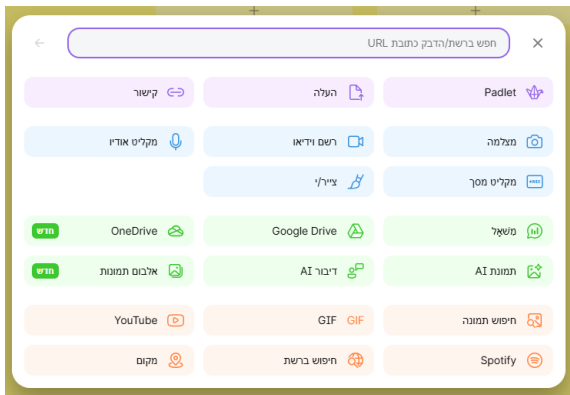 חפש ברשת/הדבק כתובת URL
Padlet
העלה
קישור
מצלמה
רשם וידיאו
מקליט אודיו
מקליט מסך
צייר/י
מִשׁאָל
Google Drive
OneDrive
חדש
תמונת AI
דיבור AI
אלבום תמונות
חדש
חיפוש תמונה
GIF GIF
YouTube
Spotify
חיפוש ברשת
מקום